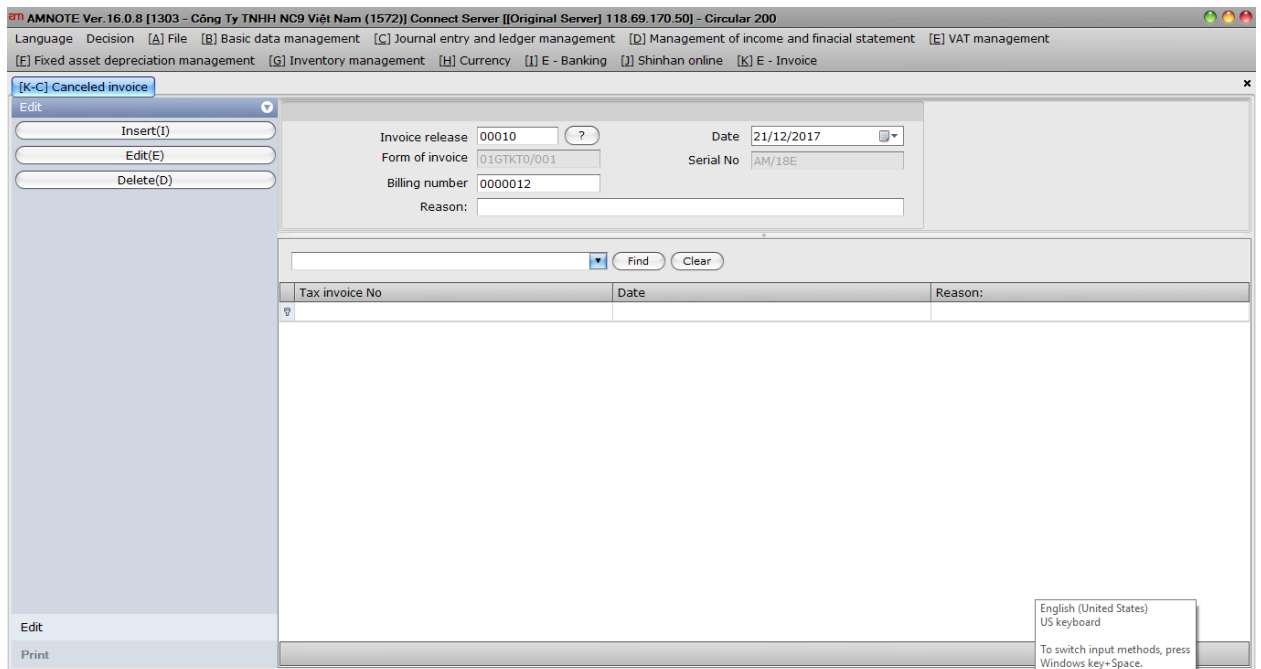 am AMNOTE Ver.16.0.8 [1303 - Công Ty TNHH NC9 Việt Nam (1572)] Connect Server [[Original Server] 118.69.170.50] - Circular 200
Language Decision [A] File [B] Basic data management [C] Journal entry and ledger management [D] Management of income and finacial statement [E] VAT management
[F] Fixed asset depreciation management [G] Inventory management [H] Currency [I] E - Banking [J] Shinhan online [K] E - Invoice
[K-C] Canceled invoice ×
Edit
Insert(I)
Edit(E)
Delete(D)
Invoice release 00010 ? Date 21/12/2017
Form of invoice 01GTKT0/001 Serial No AM/18E
Billing number 0000012
Reason:
Find Clear
Tax invoice No Date Reason:
English (United States)
US keyboard
To switch input methods, press
Windows key+Space.
Edit
Print